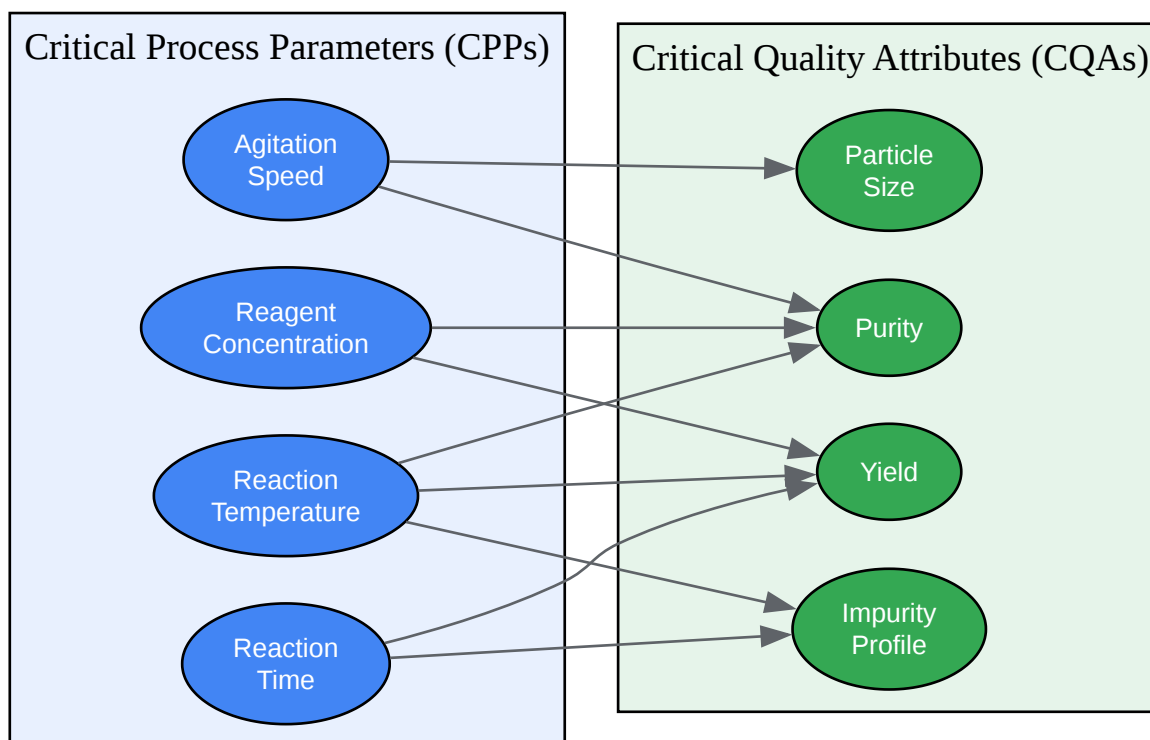 Critical Process Parameters (CPPs)
Agitation
Speed
Reagent
Concentration
Reaction
Temperature
Reaction
Time
Critical Quality Attributes (CQAs)
Particle
Size
Purity
Yield
Impurity
Profile